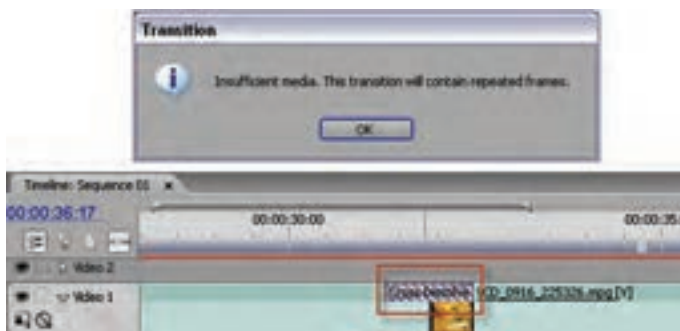 Transition
Insufficient media. This transition will contain repeated frames.
OK
Timeline: Sequence 01 x
00:00:36:17
00:00:30:00 00:00:35:
Video 2
Cross Dissolve VCD_0916_225326.mpg [V]
Video 1